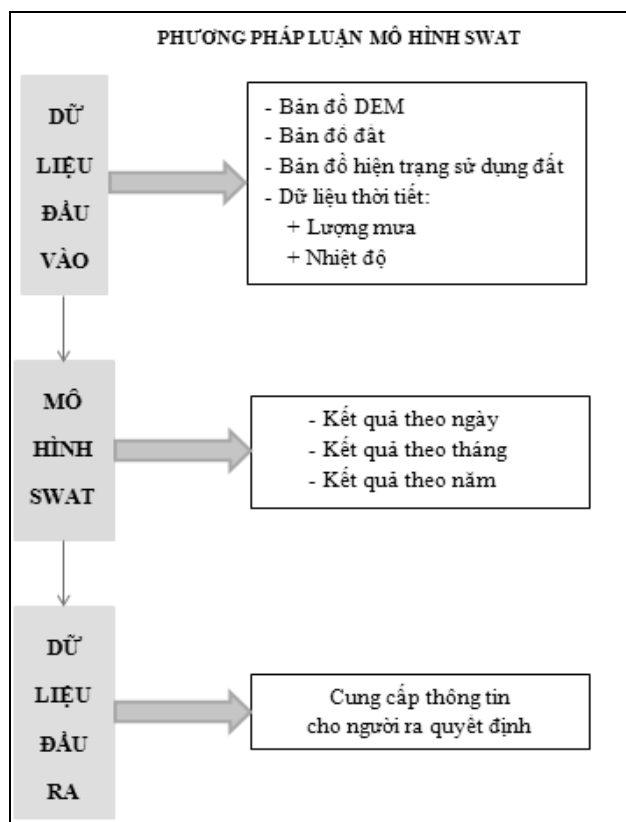 PHƯƠNG PHÁP LUẬN MÔ HÌNH SWAT
DỮ
LIỆU
ĐẦU
VÀO
- Bản đồ DEM
- Bản đồ đất
- Bản đồ hiện trạng sử dụng đất
- Dữ liệu thời tiết:
+ Lượng mưa
+ Nhiệt độ
MÔ
HÌNH
SWAT
- Kết quả theo ngày
- Kết quả theo tháng
- Kết quả theo năm
DỮ
LIỆU
ĐẦU
RA
Cung cấp thông tin
cho người ra quyết định